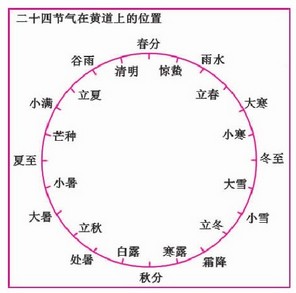 二十四节气在黄道上的位置
春分
谷雨
清明
惊蛰
雨水
立夏
立春
小满
大寒
芒种
小寒
夏至
冬至
小暑
大雪
大暑
小雪
立秋
立冬
处暑
白露
寒露
霜降
秋分